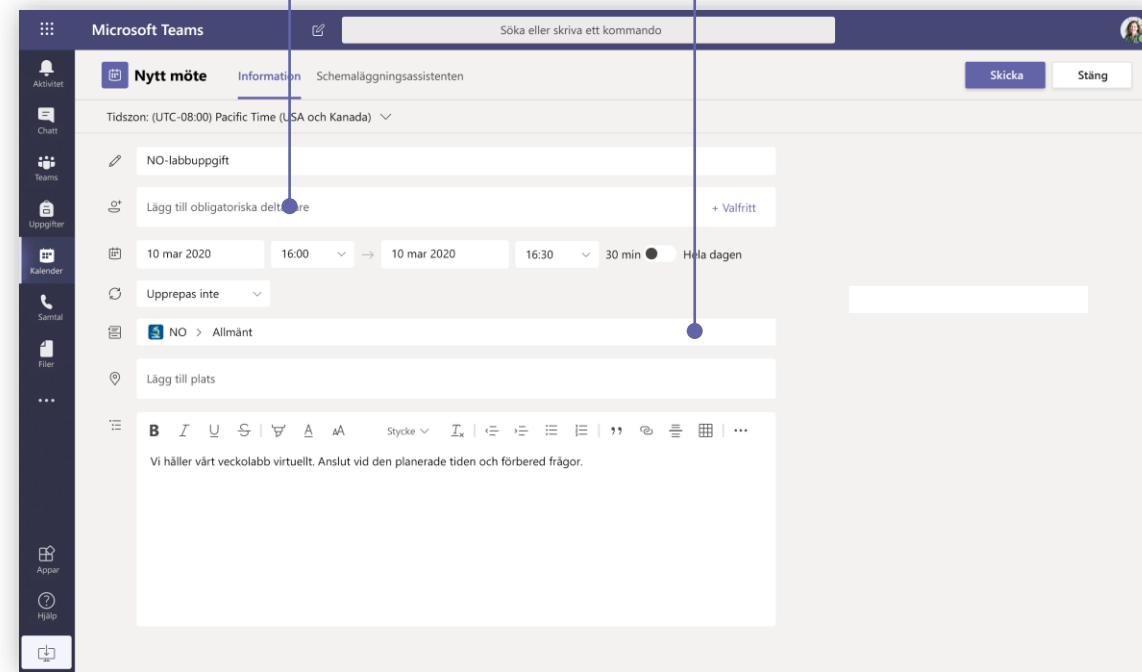 Microsoft Teams
Söka eller skriva ett kommando
Aktivitet
Chatt
Teams
Uppgifter
Kalender
Samtal
Filer
Appar
Hjälp
Nytt möte Information Schemaläggningsassistenten Skicka Stäng
Tidszon: (UTC-08:00) Pacific Time (USA och Kanada)
NO-labbuppgift
Lägg till obligatoriska deltagare + Valfritt
10 mar 2020 16:00 → 10 mar 2020 16:30 30 min Hela dagen
Upprepas inte
NO > Allmänt
Lägg till plats
B I U S A AA Stycke
Vi håller vårt veckolabb virtuellt. Anslut vid den planerade tiden och förbered frågor.